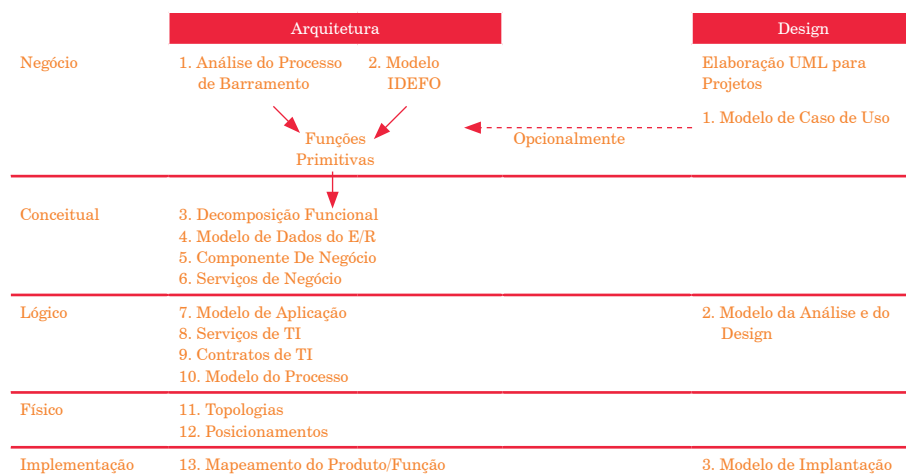 Arquitetura
Design
Negócio
1. Análise do Processo
de Barramento
2. Modelo
IDEFO
Elaboração UML para
Projetos
1. Modelo de Caso de Uso
Opcionalmente
Funções
Primitivas
Conceitual
3. Decomposição Funcional
4. Modelo de Dados do E/R
5. Componente De Negócio
6. Serviços de Negócio
Lógico
7. Modelo de Aplicação
8. Serviços de TI
9. Contratos de TI
10. Modelo do Processo
2. Modelo da Análise e do
Design
Físico
11. Topologias
12. Posicionamentos
Implementação
13. Mapeamento do Produto/Função
3. Modelo de Implantação